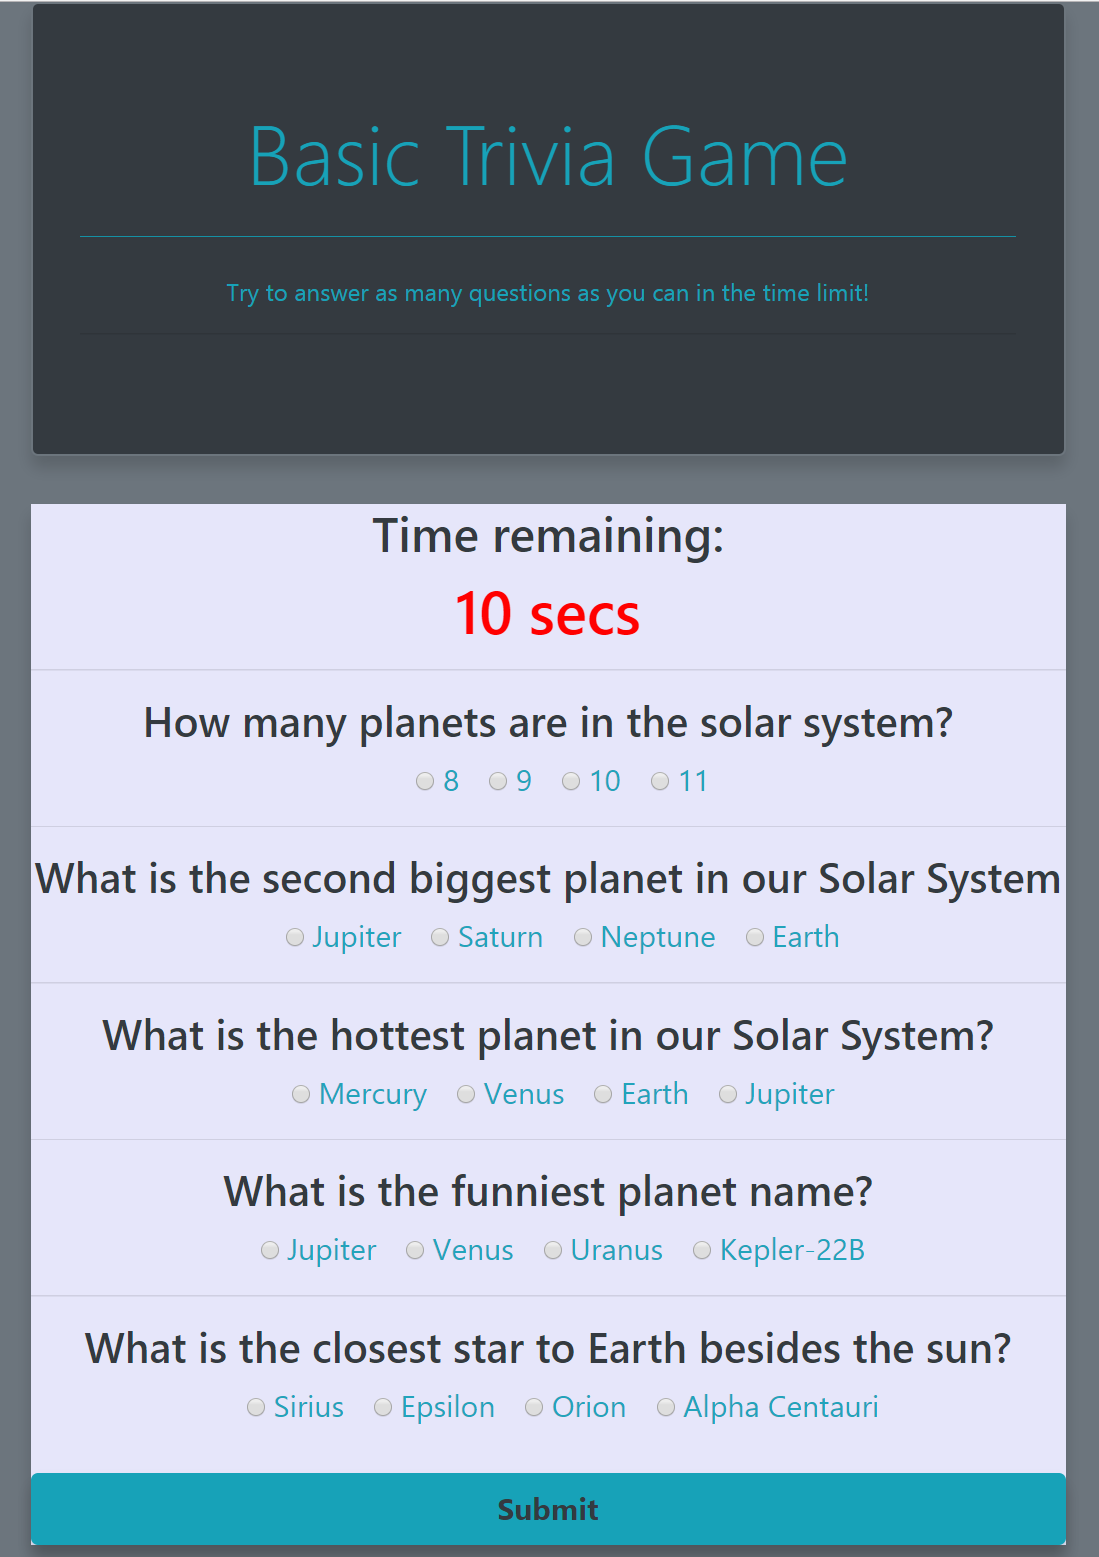 Basic Trivia Game
Try to answer as many questions as you can in the time limit!
Time remaining:
10 secs
How many planets are in the solar system?
8 9 10 11
What is the second biggest planet in our Solar System
Jupiter Saturn Neptune Earth
What is the hottest planet in our Solar System?
Mercury Venus Earth Jupiter
What is the funniest planet name?
Jupiter Venus Uranus Kepler-22B
What is the closest star to Earth besides the sun?
Sirius Epsilon Orion Alpha Centauri
Submit